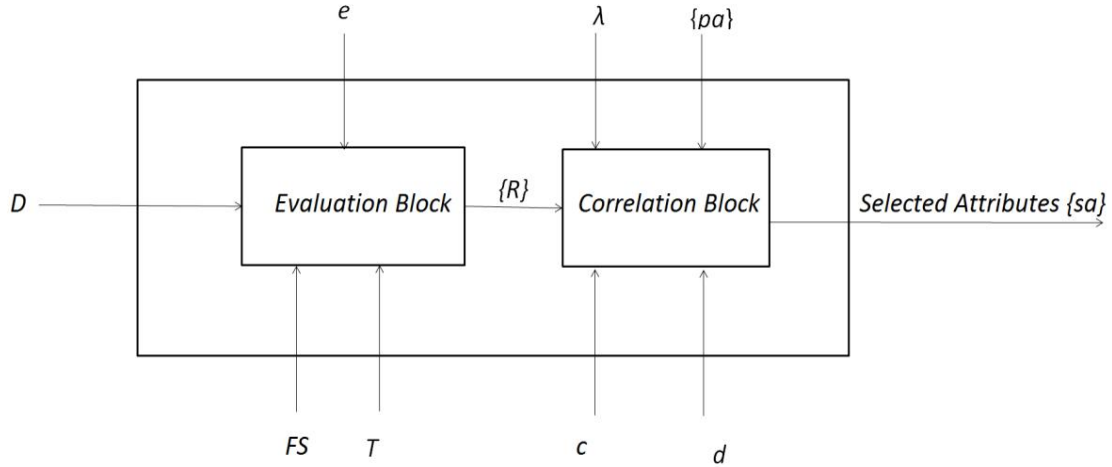 e
λ
{pa}
D
Evaluation Block
{R}
Correlation Block
Selected Attributes {sa}
FS
T
c
d